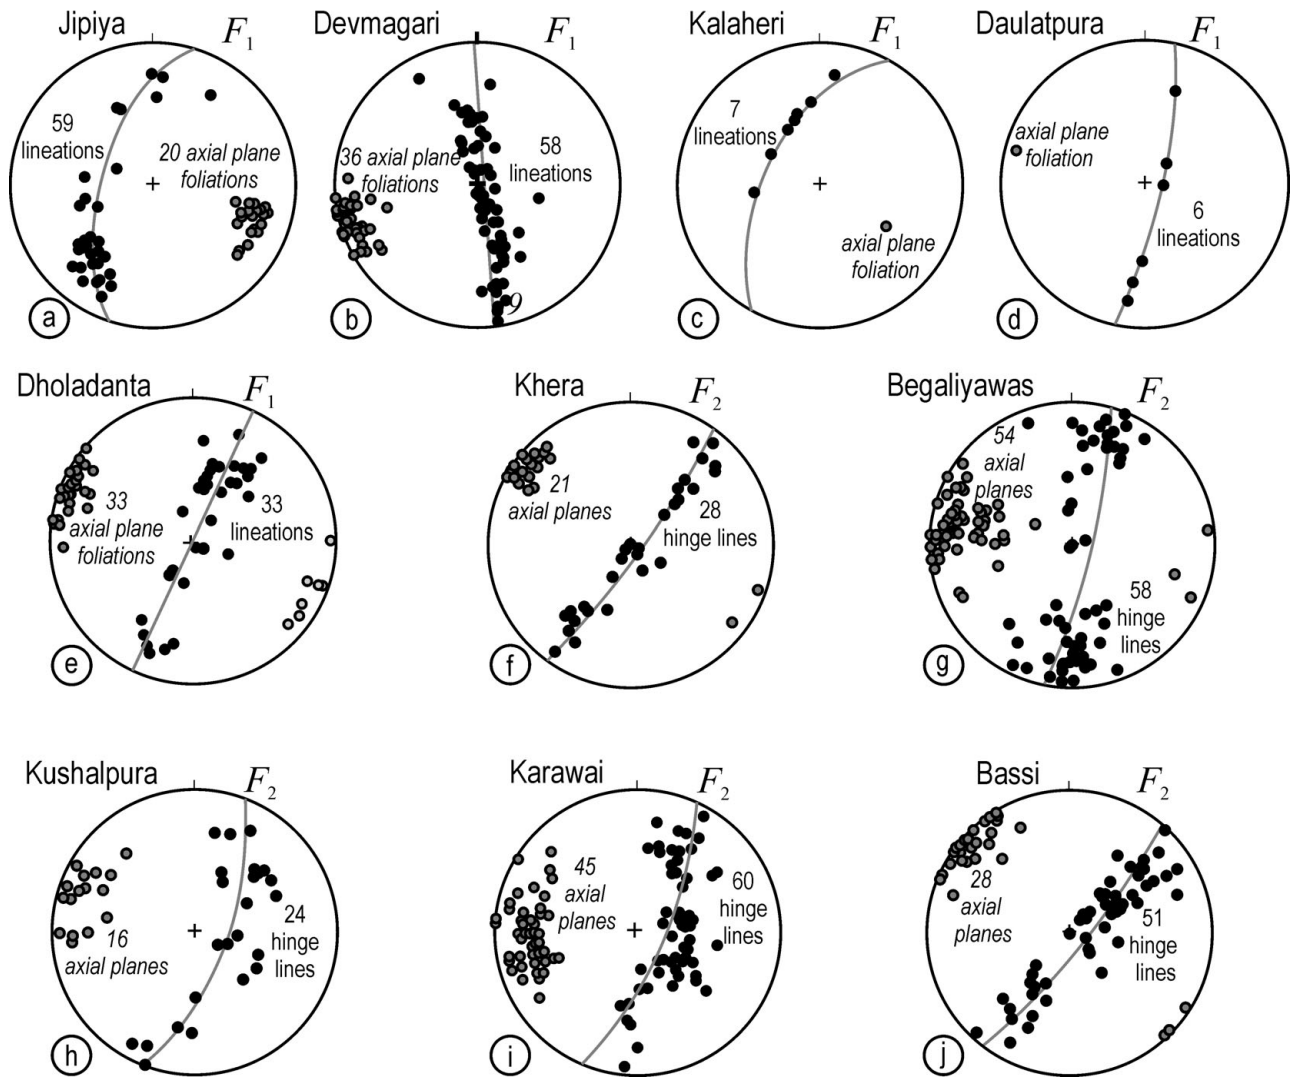 Jipiya
F1
59
lineations
20 axial plane
foliations
a
Devmagari
F1
36 axial plane
foliations
58
lineations
9
b
Kalaheri
F1
7
lineations
axial plane
foliation
c
Daulatpura
F1
axial plane
foliation
6
lineations
d
Dholadanta
F1
33
axial plane
foliations
33
lineations
e
Khera
F2
21
axial planes
28
hinge lines
f
Begaliyawas
F2
54
axial
planes
58
hinge
lines
g
Kushalpura
F2
16
axial planes
24
hinge
lines
h
Karawai
F2
45
axial
planes
60
hinge
lines
i
Bassi
F2
28
axial
planes
51
hinge
lines
j